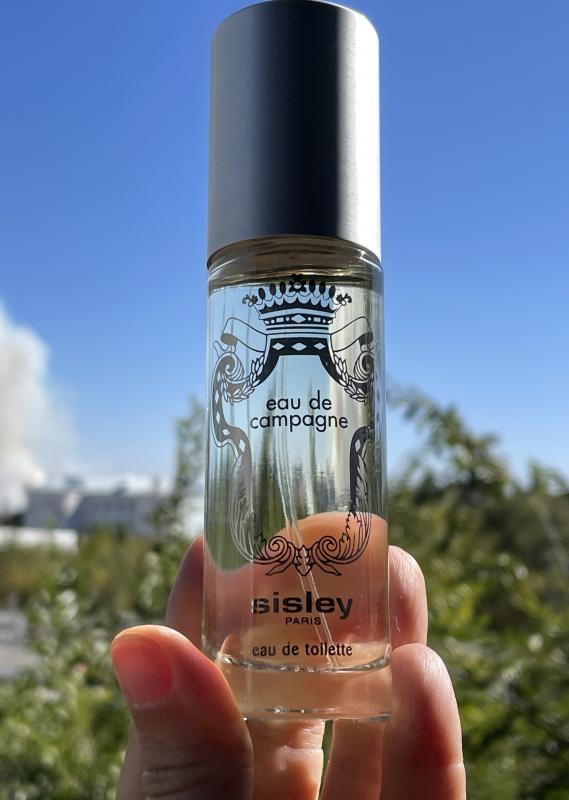 eau de
campagne
sisley
PARIS
eau de toilette